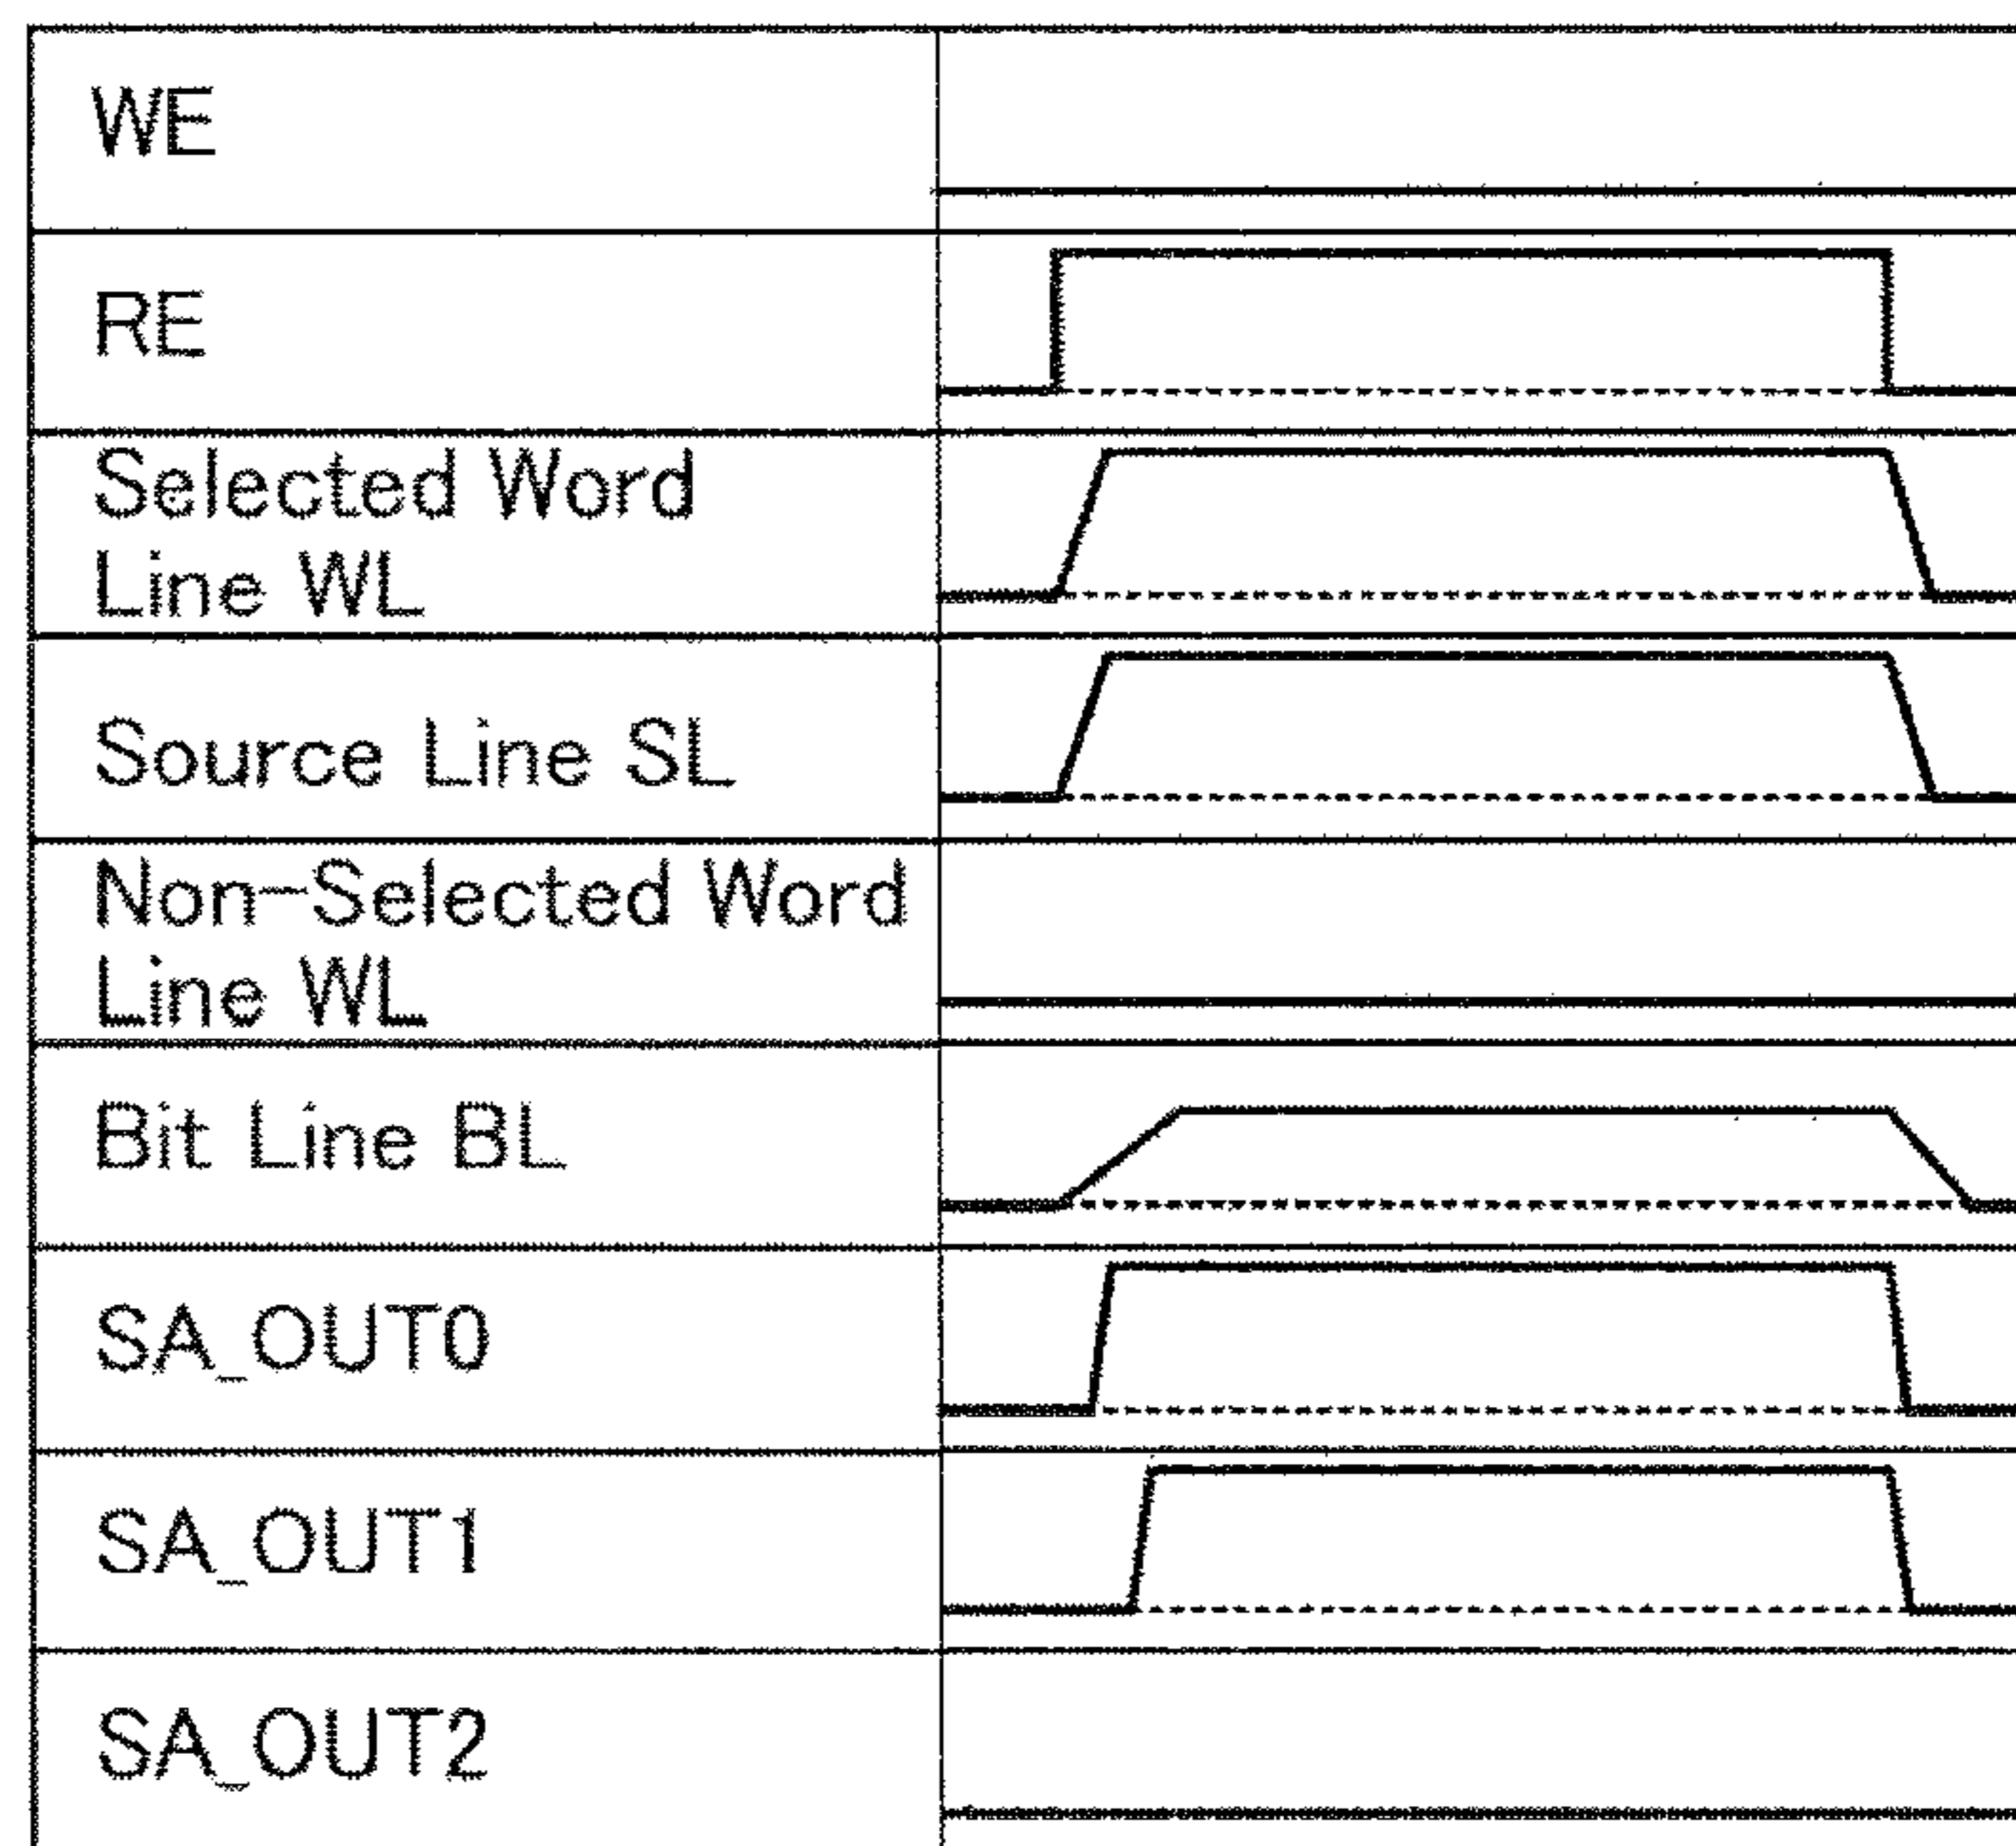 WE
RE
Selected Word
Line WL
Source Line SL
Non-Selected Word
Line WL
Bit Line BL
SA_OUT0
SA_OUT1
SA_OUT2